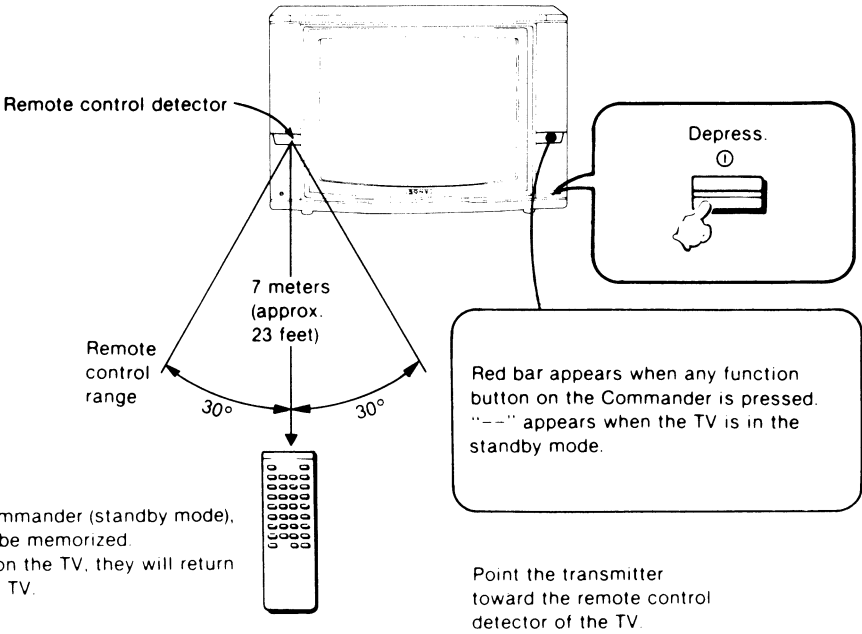 Remote control detector
SONY
Depress.
7 meters
(approx.
23 feet)
Remote
control
range
30°
30°
Red bar appears when any function
button on the Commander is pressed.
"--" appears when the TV is in the
standby mode.
mmander (standby mode),
be memorized.
on the TV, they will return
TV.
Point the transmitter
toward the remote control
detector of the TV.